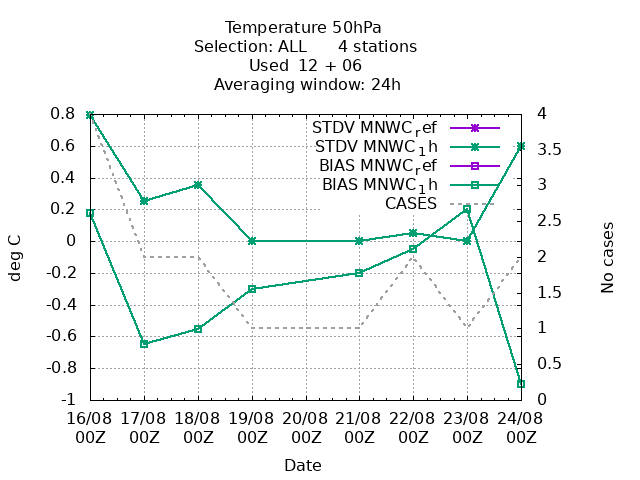 Temperature 50hPa
Selection: ALL      4 stations
Used  12 + 06
Averaging window: 24h
STDV MNWC_ref
STDV MNWC_1h
BIAS MNWC_ref
BIAS MNWC_1h
CASES
0.8
0.6
0.4
0.2
0
-0.2
-0.4
-0.6
-0.8
-1
deg C
4
3.5
3
2.5
2
1.5
1
0.5
0
No cases
16/08 17/08 18/08 19/08 20/08 21/08 22/08 23/08 24/08
00Z 00Z 00Z 00Z 00Z 00Z 00Z 00Z 00Z
Date